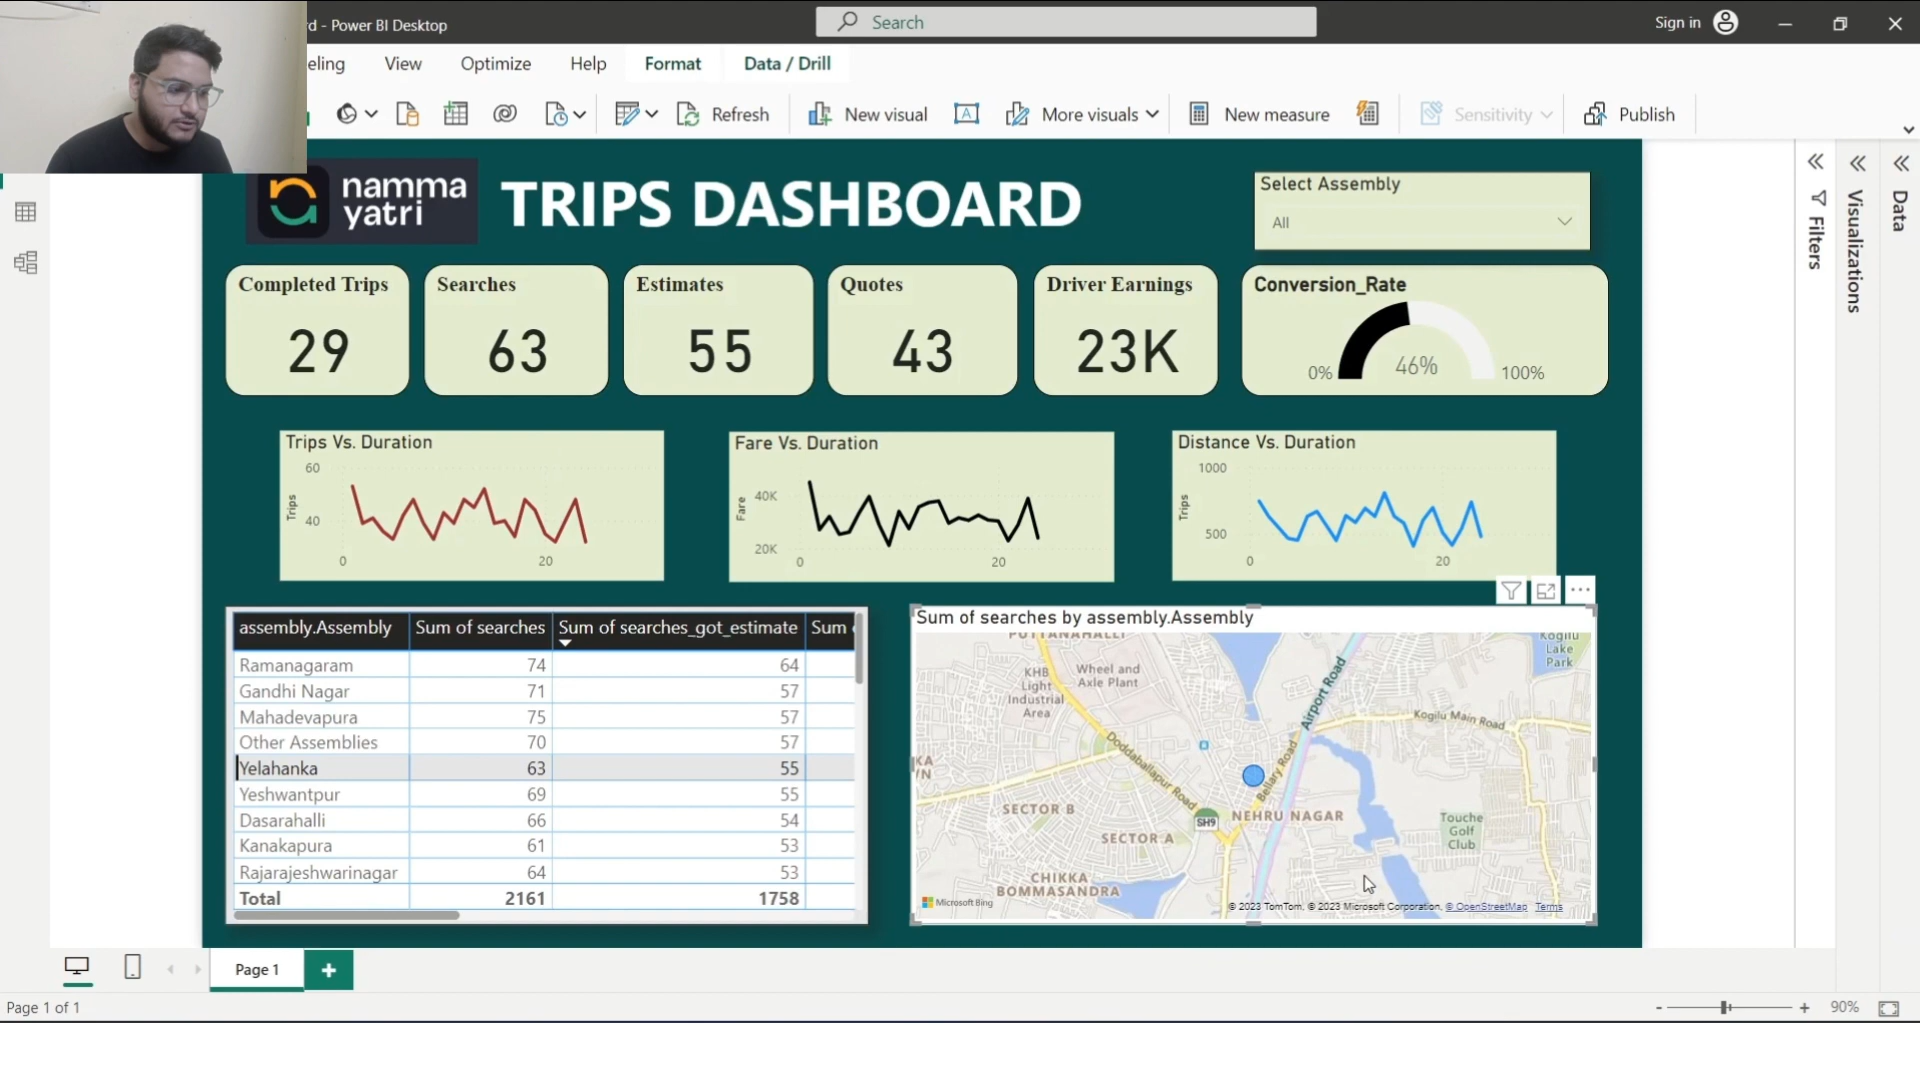 d - Power BI Desktop
Search
Sign in
eling View Optimize Help Format Data / Drill
Refresh New visual More visuals New measure Sensitivity Publish
namma
yatri
TRIPS DASHBOARD
Select Assembly
All
Filters
Visualizations
Data
Completed Trips
29
Searches
63
Estimates
55
Quotes
43
Driver Earnings
23K
Conversion_Rate
0% 46% 100%
Trips Vs. Duration
60
Trips
40
0 20
Fare Vs. Duration
40K
Fare
20K
0 20
Distance Vs. Duration
1000
Trips
500
0 20
assembly.Assembly Sum of searches Sum of searches_got_estimate Sum
Ramanagaram 74 64
Gandhi Nagar 71 57
Mahadevapura 75 57
Other Assemblies 70 57
Yelahanka 63 55
Yeshwantpur 69 55
Dasarahalli 66 54
Kanakapura 61 53
Rajarajeshwarinagar 64 53
Total 2161 1758
Sum of searches by assembly.Assembly
PUTTANAHALLI
Kogilu
Lake
Park
Wheel and
Axle Plant
KHB
Light
Industrial
Area
Airport Road
Kogilu Main Road
Doddaballapur Road
Bellary Road
SECTOR B
SH9
NEHRU NAGAR
SECTOR A
Touche
Golf
Club
CHIKKA
BOMMASANDRA
Microsoft Bing
© 2023 TomTom, © 2023 Microsoft Corporation, © OpenStreetMap Terms
Page 1
+
Page 1 of 1
- + 90%